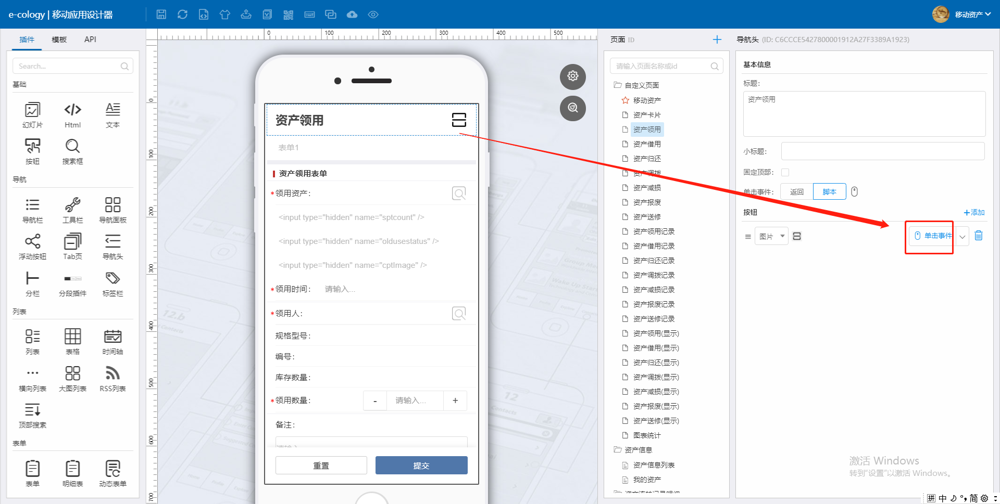 e-cology | 移动应用设计器
移动资产
插件
模板
API
Search...
基础
幻灯片
Html
文本
按钮
搜索框
导航
导航栏
工具栏
导航面板
浮动按钮
Tab页
导航头
分栏
分段插件
标签栏
列表
列表
表格
时间轴
横向列表
大图列表
RSS列表
顶部搜索
表单
表单
明细表
动态表单
0
100
200
300
400
500
0
100
200
300
400
500
600
700
资产领用
表单1
资产领用表单
*领用资产:
<input type="hidden" name="sptcount" />
<input type="hidden" name="oldusestatus" />
<input type="hidden" name="cptImage" />
*领用时间:
请输入...
*领用人:
规格型号:
编号:
库存数量:
*领用数量:
-
请输入...
+
备注:
重置
提交
页面 ID
请输入页面名称或id
自定义页面
移动资产
资产卡片
资产领用
资产借用
资产归还
资产调拨
资产减损
资产报废
资产送修
资产领用记录
资产借用记录
资产归还记录
资产调拨记录
资产减损记录
资产报废记录
资产送修记录
资产领用(显示)
资产借用(显示)
资产归还(显示)
资产调拨(显示)
资产减损(显示)
资产报废(显示)
资产送修(显示)
图表统计
资产信息
资产信息列表
我的资产
导航头 (ID: C6CCCE5427800001912A27F3389A1923)
基本信息
标题:
资产领用
小标题:
固定顶部:
单击事件:
返回
脚本
按钮
+添加
图片
单击事件
激活 Windows
转到“设置”以激活 Windows。
拼 中 简